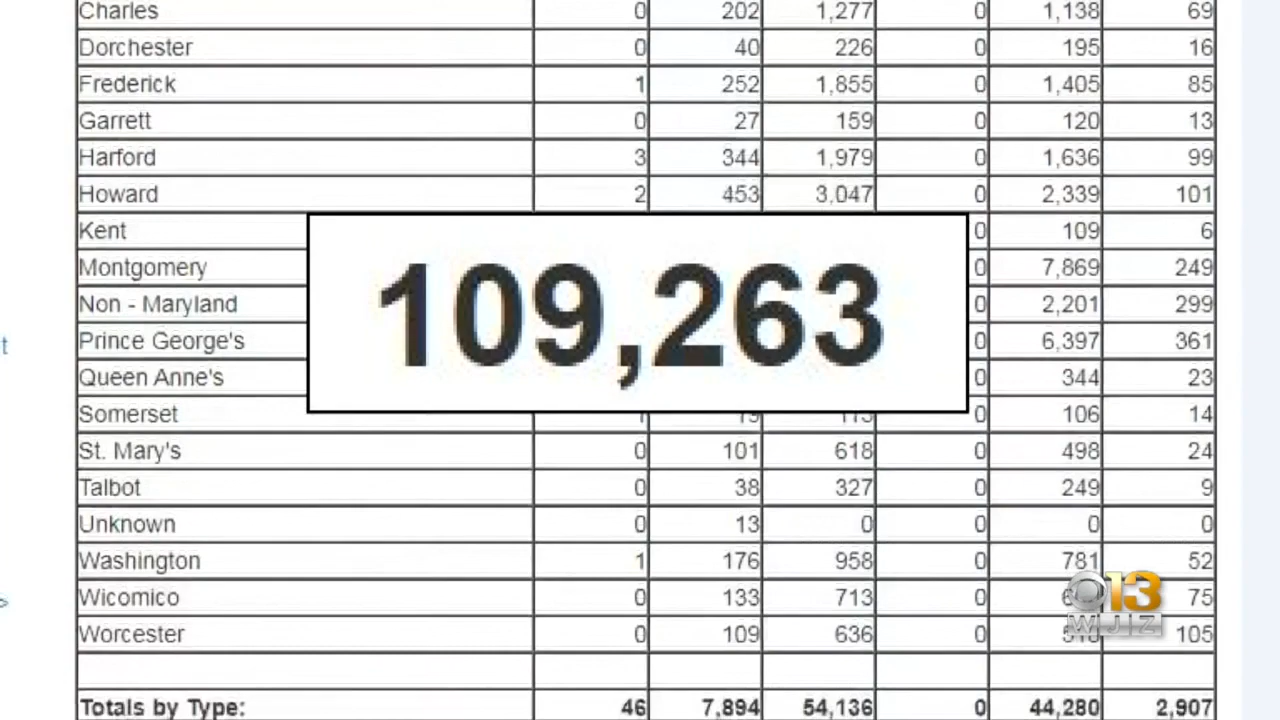 Charles 0 202 1,277 0 1,138 69
Dorchester 0 40 226 0 195 16
Frederick 1 252 1,855 0 1,405 85
Garrett 0 27 159 0 120 13
Harford 3 344 1,979 0 1,636 99
Howard 2 453 3,047 0 2,339 101
Kent 0 109 6
Montgomery 0 7,869 249
Non - Maryland 0 2,201 299
109,263
Prince George's 0 6,397 361
Queen Anne's 0 344 23
Somerset 0 106 14
St. Mary's 0 101 618 0 498 24
Talbot 0 38 327 0 249 9
Unknown 0 13 0 0 0 0
Washington 1 176 958 0 781 52
Wicomico 0 133 713 0 75
Worcester 0 109 636 0 105
13
WJZ
Totals by Type: 46 7,894 54,136 0 44,280 2,907